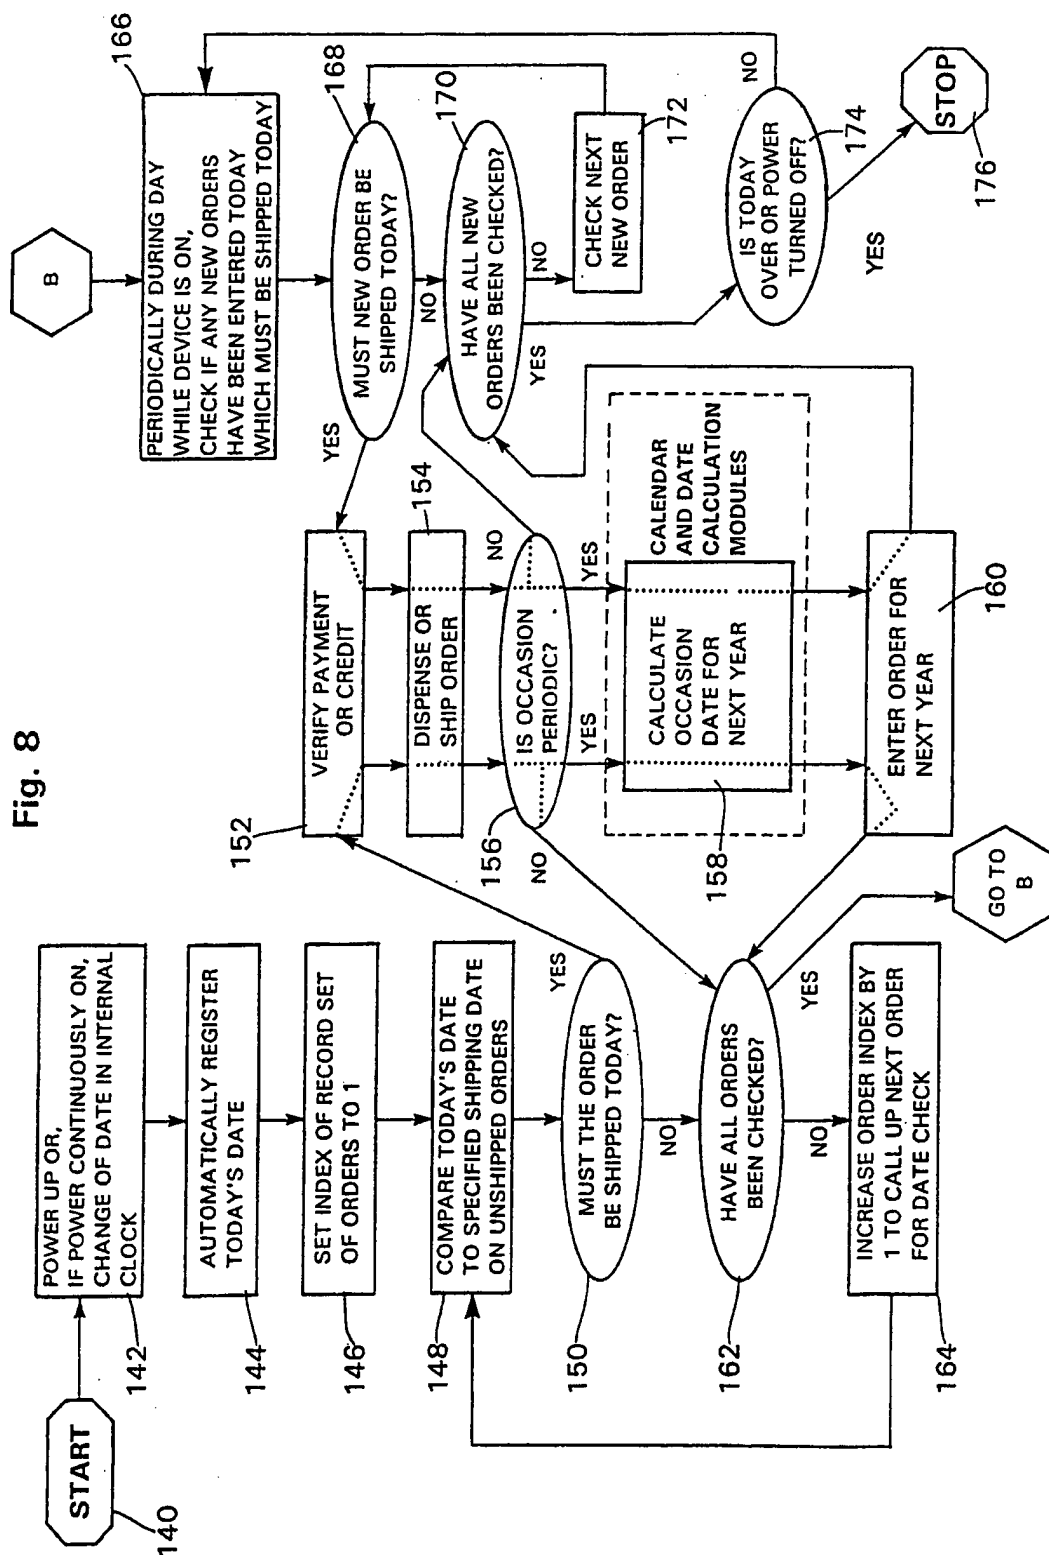 Fig. 8
START
140
POWER UP OR,
IF POWER CONTINUOUSLY ON,
CHANGE OF DATE IN INTERNAL
CLOCK
142
AUTOMATICALLY REGISTER
TODAY'S DATE
144
SET INDEX OF RECORD SET
OF ORDERS TO 1
146
COMPARE TODAY'S DATE
TO SPECIFIED SHIPPING DATE
ON UNSHIPPED ORDERS
148
MUST THE ORDER
BE SHIPPED TODAY?
150
YES
NO
HAVE ALL ORDERS
BEEN CHECKED?
162
YES
NO
INCREASE ORDER INDEX BY
1 TO CALL UP NEXT ORDER
FOR DATE CHECK
164
GO TO
B
VERIFY PAYMENT
OR CREDIT
152
DISPENSE OR
SHIP ORDER
154
IS OCCASION
PERIODIC?
156
NO
NO
YES
YES
CALCULATE
OCCASION
DATE FOR
NEXT YEAR
158
CALENDAR
AND DATE
CALCULATION
MODULES
ENTER ORDER FOR
NEXT YEAR
160
B
PERIODICALLY DURING DAY
WHILE DEVICE IS ON,
CHECK IF ANY NEW ORDERS
HAVE BEEN ENTERED TODAY
WHICH MUST BE SHIPPED TODAY
166
MUST NEW ORDER BE
SHIPPED TODAY?
168
YES
NO
HAVE ALL NEW
ORDERS BEEN CHECKED?
170
YES
NO
CHECK NEXT
NEW ORDER
172
IS TODAY
OVER OR POWER
TURNED OFF?
174
NO
YES
STOP
176